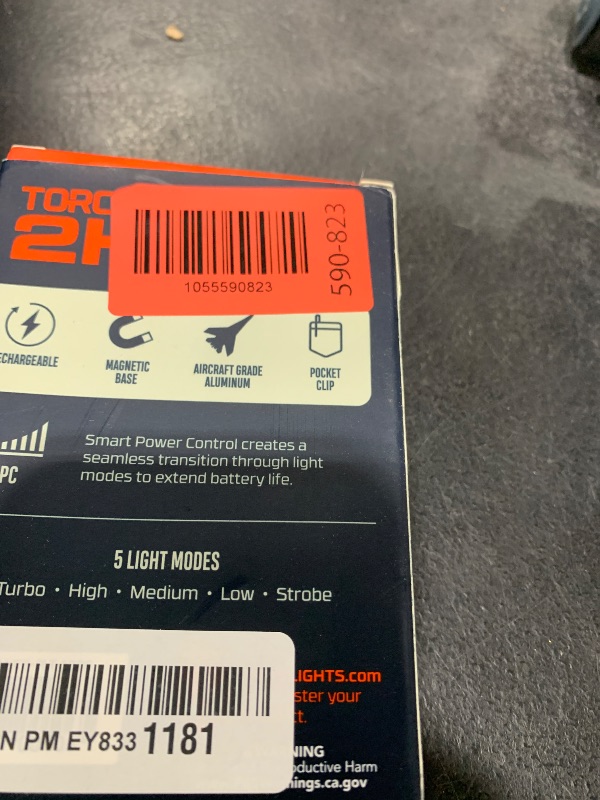 TORC
2H
1055590823
590-823
ECHARGEABLE
MAGNETIC
BASE
AIRCRAFT GRADE
ALUMINUM
POCKET
CLIP
PC
Smart Power Control creates a
seamless transition through light
modes to extend battery life.
5 LIGHT MODES
Turbo • High • Medium • Low • Strobe
LIGHTS.com
ster your
ct.
N PM EY833 1181
NING
oductive Harm
nings.ca.gov